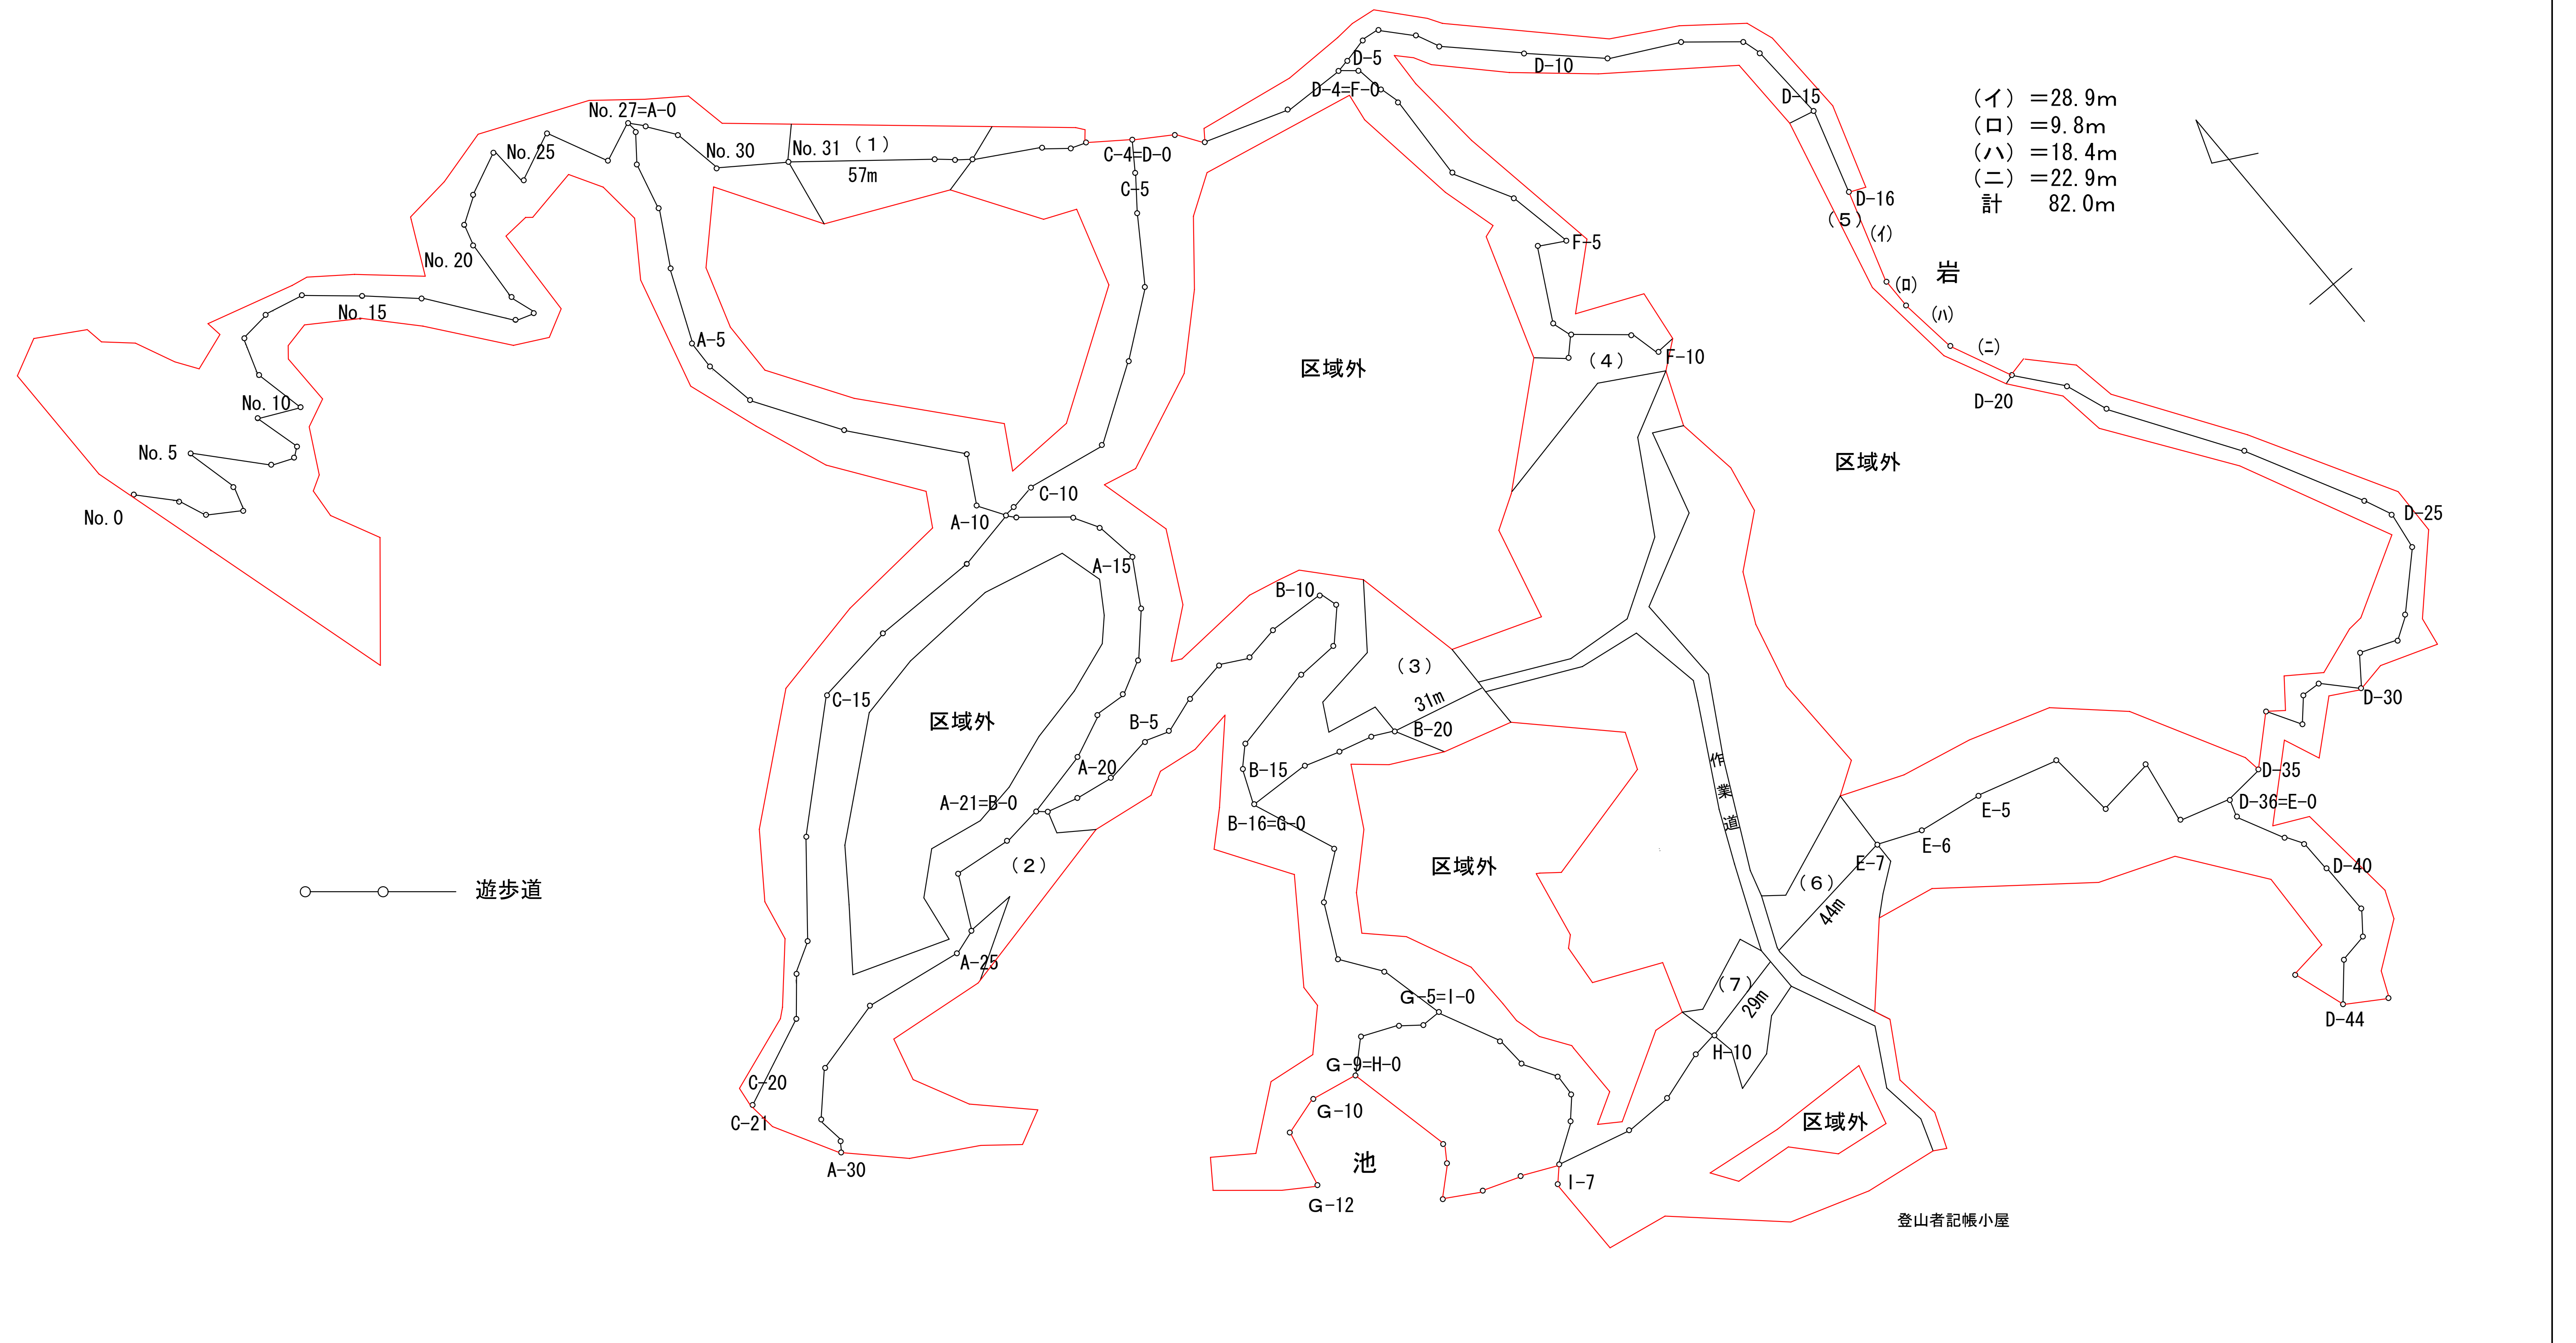 D-5
D-10
D-4=F-0
（イ）＝28.9ｍ
D-15
No.27=A-0
（ロ）＝9.8ｍ
No.25
No.30
No.31
（１）
C-4=D-0
（ハ）＝18.4ｍ
57m
（ニ）＝22.9ｍ
C-5
D-16
計 82.0ｍ
（５）
(ｲ)
F-5
No.20
岩
(ﾛ)
No.15
(ﾊ)
A-5
(ﾆ)
F-10
（４）
区域外
D-20
No.10
No.5
区域外
C-10
D-25
No.0
A-10
A-15
B-10
（３）
C-15
D-30
31m
区域外
B-5
B-20
作業道
A-20
B-15
D-35
A-21=B-0
D-36=E-0
E-5
B-16=G-0
E-6
（２）
区域外
E-7
D-40
（６）
遊歩道
44m
A-25
（７）
G-5=I-0
29m
D-44
H-10
G-9=H-0
C-20
G-10
C-21
区域外
池
A-30
I-7
G-12
登山者記帳小屋